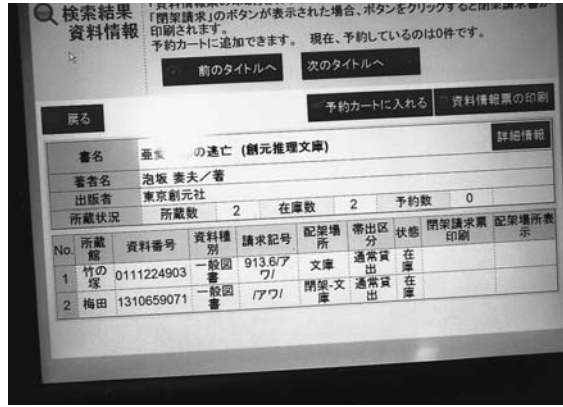 検索結果
資料情報
「閉架請求」のボタンが表示された場合、ボタンをクリックすると閉架請求書が
印刷されます。
予約カートに追加できます。 現在、予約しているのは0件です。
前のタイトルへ 次のタイトルへ
戻る 予約カートに入れる 資料情報票の印刷
詳細情報
書名 亜 の逃亡 (創元推理文庫)
著者名 泡坂 妻夫／著
出版者 東京創元社
所蔵状況 所蔵数 2 在庫数 2 予約数 0
No. 所蔵館 資料番号 資料種別 請求記号 配架場所 帯出区分 状態 閉架請求票印刷 配架場所表示
1 竹の塚 0111224903 一般図書 913.6/アワ/ 文庫 通常貸出 在庫
2 梅田 1310659071 一般図書 /アワ/ 閉架-文庫 通常貸出 在庫